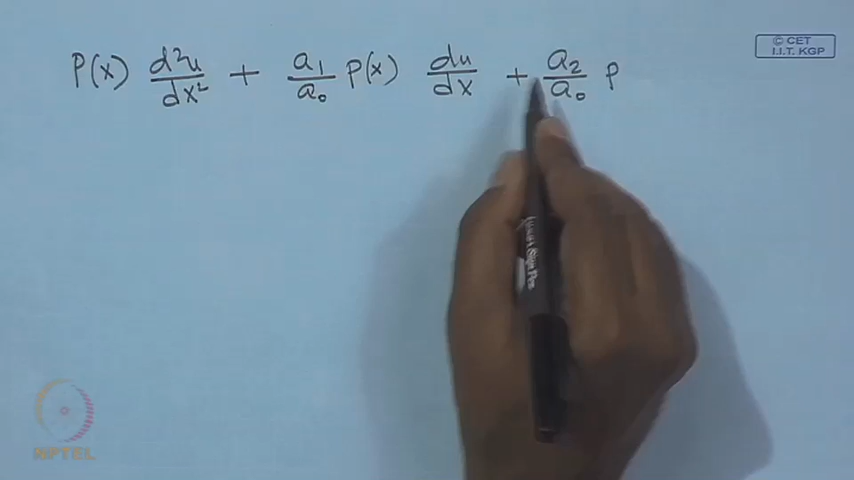 P(x) d²u/dx² + a₁/a₀ P(x) du/dx + a₂/a₀ P
© CET
I.I.T. KGP
NPTEL